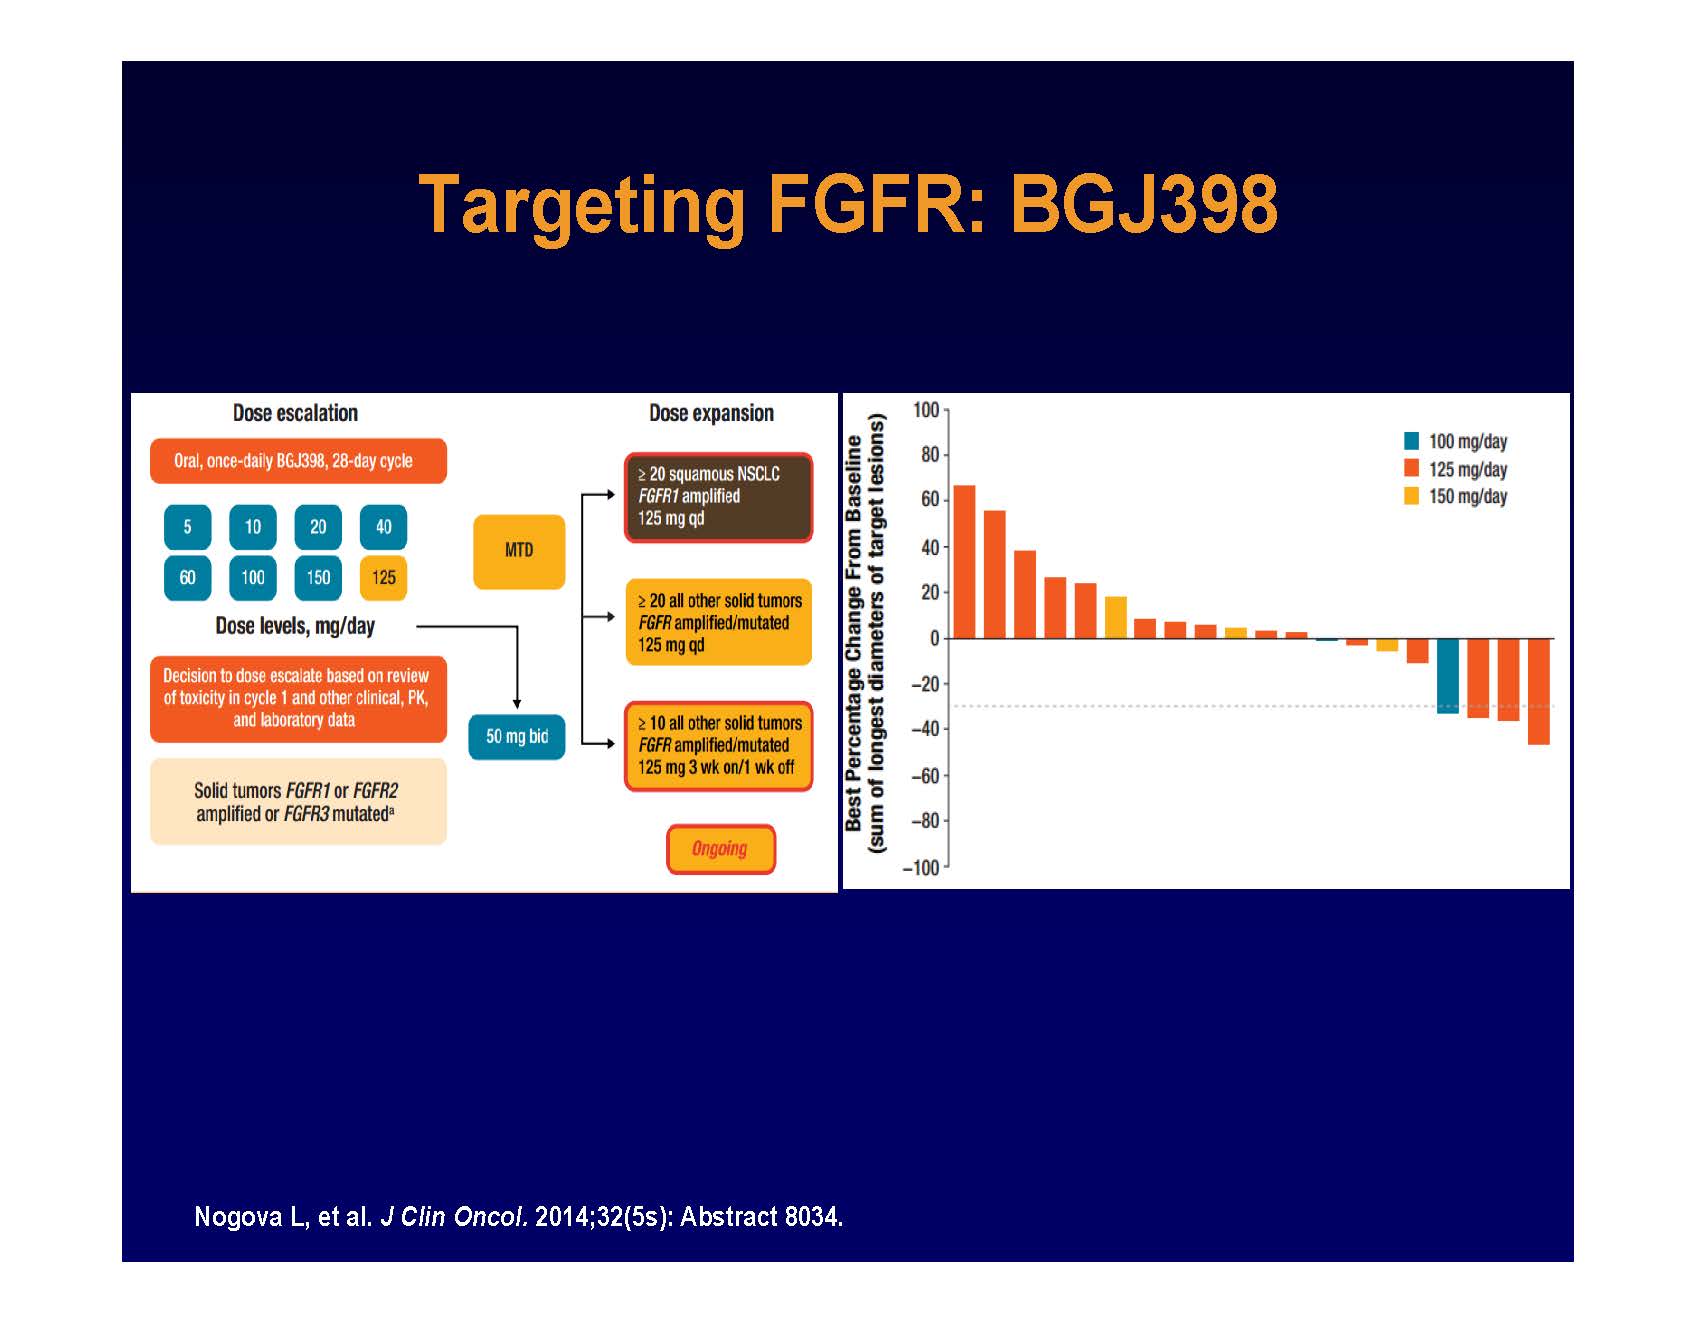 Targeting FGFR: BGJ398
Dose escalation
Oral, once-daily BGJ398, 28-day cycle
5 10 20 40
60 100 150 125
Dose levels, mg/day
Decision to dose escalate based on review
of toxicity in cycle 1 and other clinical, PK,
and laboratory data
Solid tumors FGFR1 or FGFR2
amplified or FGFR3 mutatedª
MTD
50 mg bid
Dose expansion
≥ 20 squamous NSCLC
FGFR1 amplified
125 mg qd
≥ 20 all other solid tumors
FGFR amplified/mutated
125 mg qd
≥ 10 all other solid tumors
FGFR amplified/mutated
125 mg 3 wk on/1 wk off
Ongoing
Best Percentage Change From Baseline
(sum of longest diameters of target lesions)
100
80
60
40
20
0
−20
−40
−60
−80
−100
100 mg/day
125 mg/day
150 mg/day
Nogova L, et al. J Clin Oncol. 2014;32(5s): Abstract 8034.